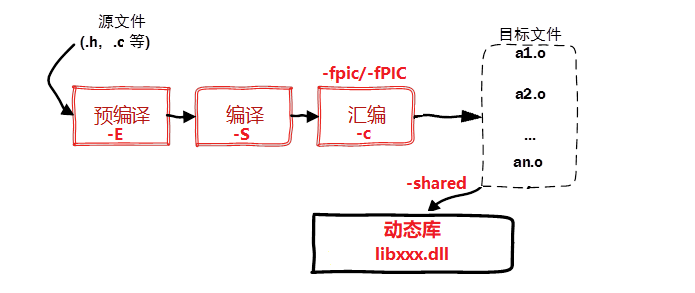 源文件
(.h, .c 等)
预编译
-E
编译
-S
-fpic/-fPIC
汇编
-c
目标文件
a1.o
a2.o
...
an.o
-shared
动态库
libxxx.dll